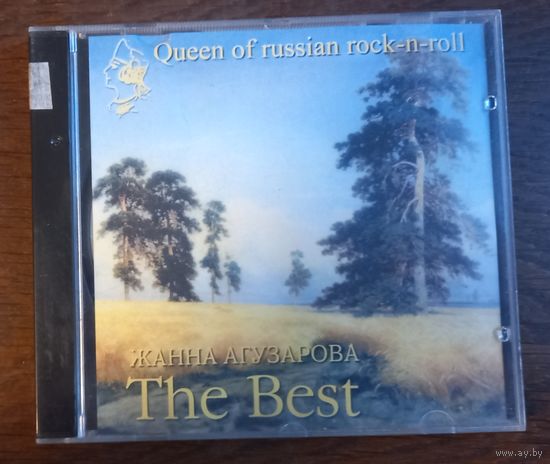 Queen of russian rock-n-roll
ЖАННА АГУЗАРОВА
The Best
www.ay.by